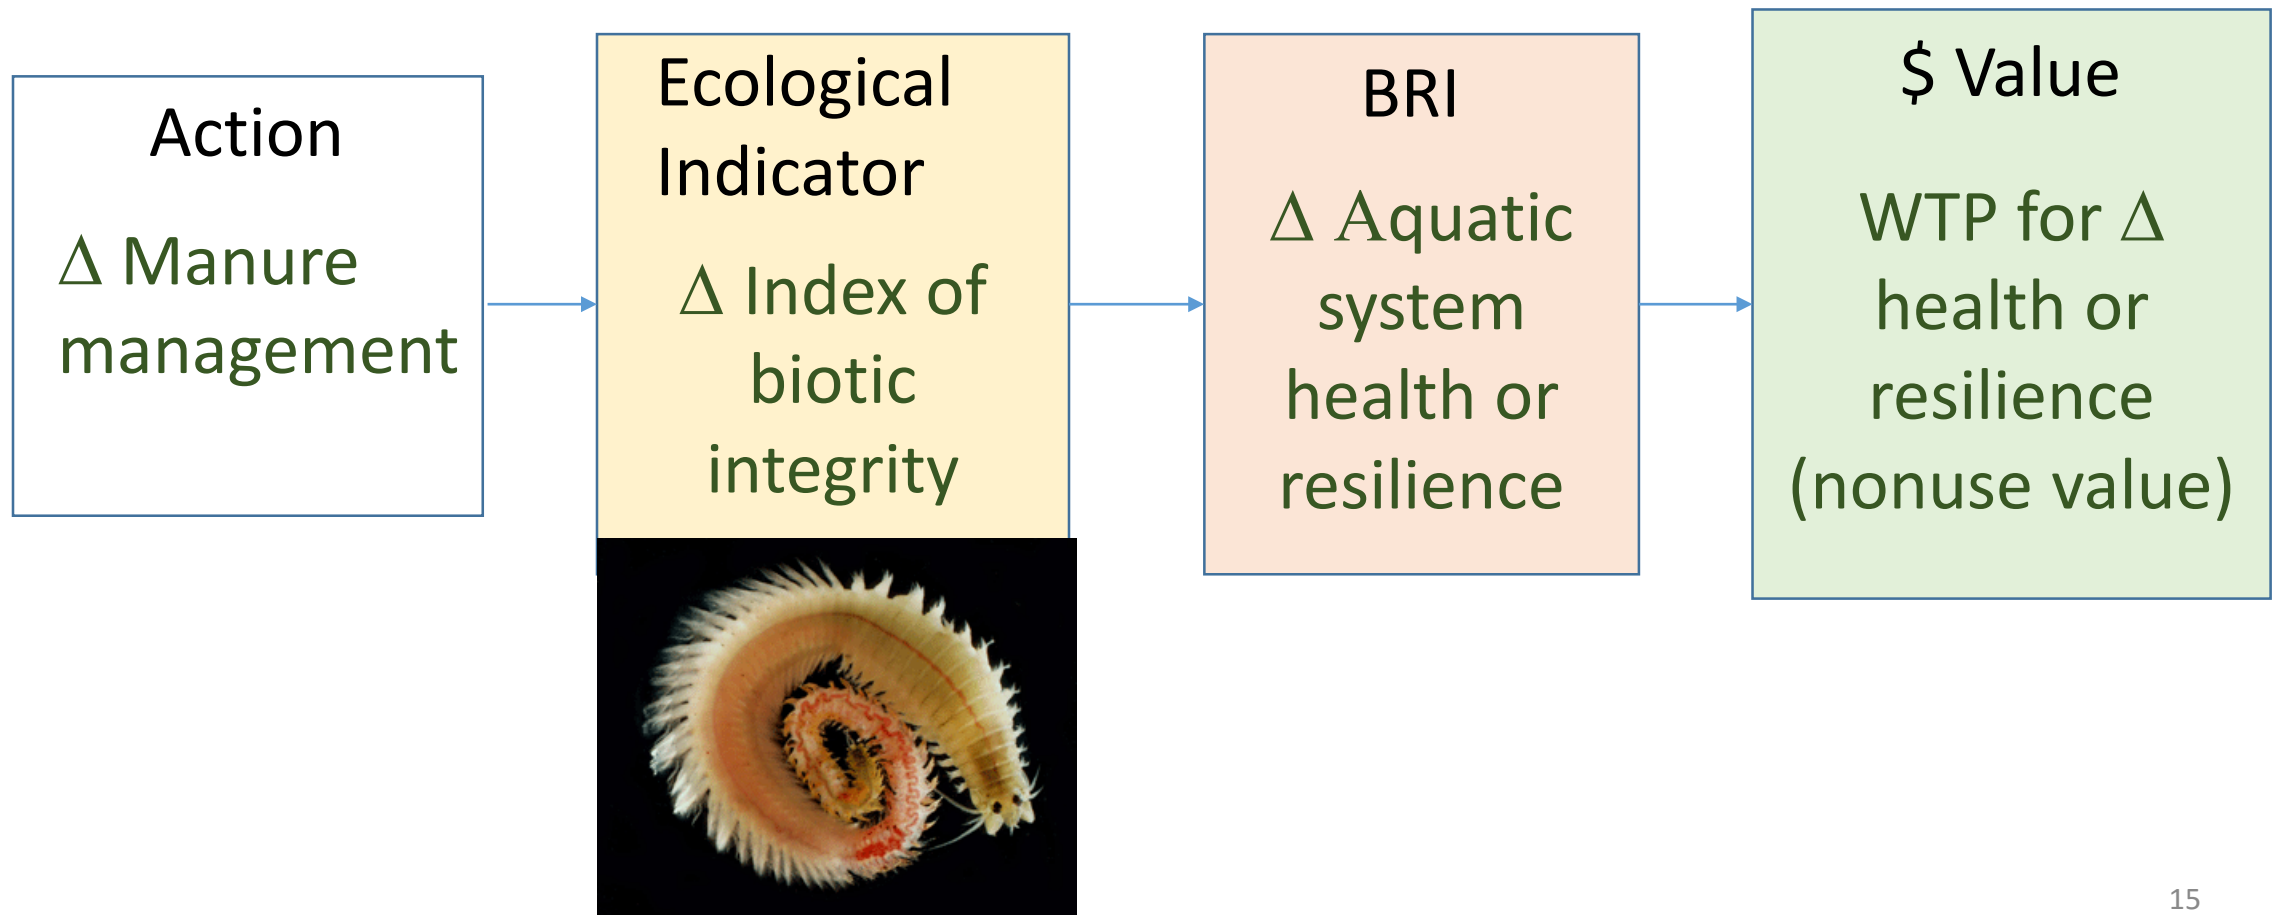 Action
Δ Manure
management
Ecological
Indicator
Δ Index of
biotic
integrity
BRI
Δ Aquatic
system
health or
resilience
$ Value
WTP for Δ
health or
resilience
(nonuse value)
15